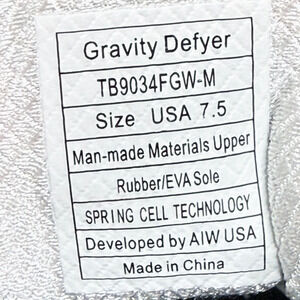 Gravity Defyer
TB9034FGW-M
Size USA 7.5
Man-made Materials Upper
Rubber/EVA Sole
SPRING CELL TECHNOLOGY
Developed by AIW USA
Made in China